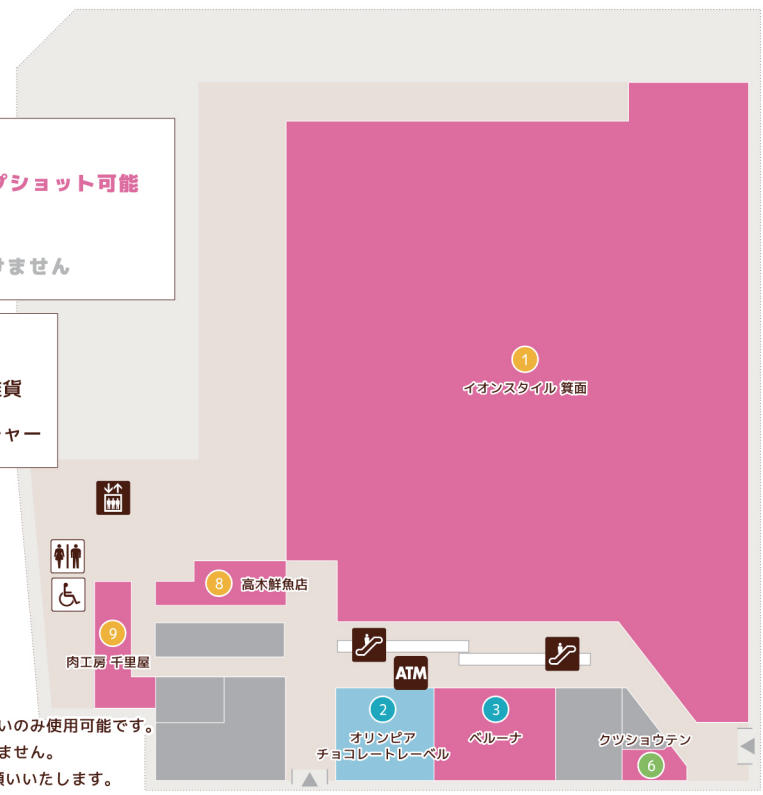 プショット可能
けません
貨
ャー
1
イオンスタイル 箕面
8
高木鮮魚店
9
肉工房 千里屋
ATM
2
オリンピア
チョコレートレーベル
3
ベルーナ
クツショウテン
6
いのみ使用可能です。
ません。
願いいたします。